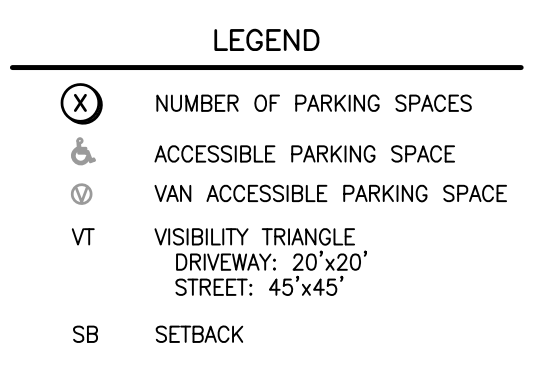 LEGEND
X NUMBER OF PARKING SPACES
ACCESSIBLE PARKING SPACE
V VAN ACCESSIBLE PARKING SPACE
VT VISIBILITY TRIANGLE
DRIVEWAY: 20'x20'
STREET: 45'x45'
SB SETBACK